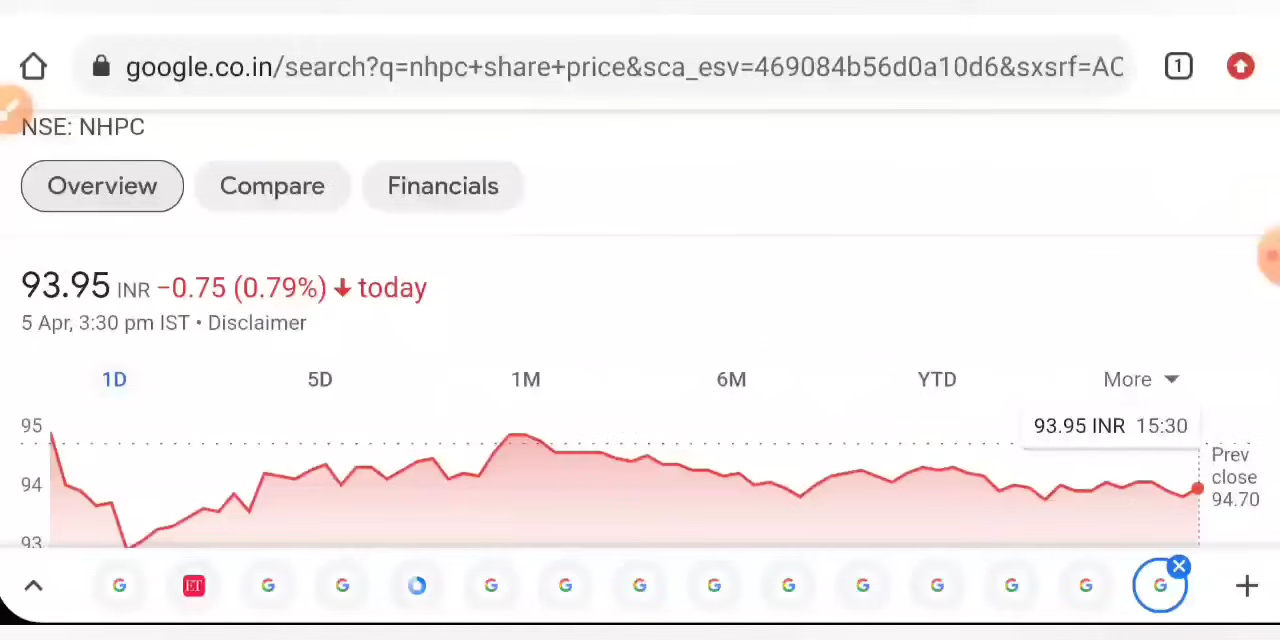 google.co.in/search?q=nhpc+share+price&sca_esv=469084b56d0a10d6&sxsrf=AC
1
NSE: NHPC
Overview Compare Financials
93.95 INR −0.75 (0.79%) ↓ today
5 Apr, 3:30 pm IST • Disclaimer
1D 5D 1M 6M YTD More
93.95 INR 15:30
95
Prev
close
94.70
94
93
ET